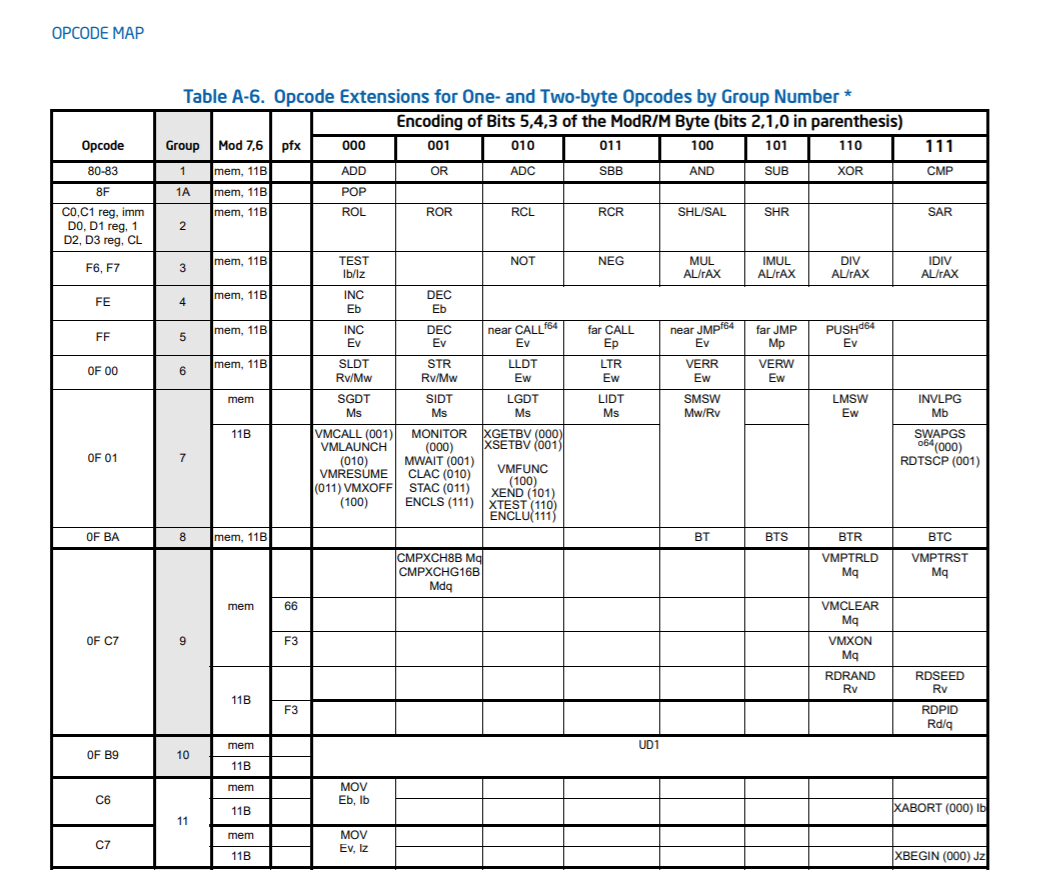 OPCODE MAP
Table A-6. Opcode Extensions for One- and Two-byte Opcodes by Group Number *
Encoding of Bits 5,4,3 of the ModR/M Byte (bits 2,1,0 in parenthesis)
Opcode Group Mod 7,6 pfx 000 001 010 011 100 101 110 111
80-83 1 mem, 11B ADD OR ADC SBB AND SUB XOR CMP
8F 1A mem, 11B POP
C0,C1 reg, imm mem, 11B ROL ROR RCL RCR SHL/SAL SHR SAR
D0, D1 reg, 1 2
D2, D3 reg, CL
F6, F7 3 mem, 11B TEST NOT NEG MUL IMUL DIV IDIV
Ib/Iz AL/rAX AL/rAX AL/rAX AL/rAX
FE 4 mem, 11B INC DEC
Eb Eb
FF 5 mem, 11B INC DEC near CALLf64 far CALL near JMPf64 far JMP PUSHd64
Ev Ev Ev Ep Ev Mp Ev
0F 00 6 mem, 11B SLDT STR LLDT LTR VERR VERW
Rv/Mw Rv/Mw Ew Ew Ew Ew
0F 01 7 mem SGDT SIDT LGDT LIDT SMSW LMSW INVLPG
Ms Ms Ms Ms Mw/Rv Ew Mb
11B VMCALL (001) MONITOR XGETBV (000) SWAPGS
VMLAUNCH (000) XSETBV (001) o64(000)
(010) MWAIT (001) RDTSCP (001)
VMRESUME CLAC (010) VMFUNC
(011) VMXOFF STAC (011) (100)
(100) ENCLS (111) XEND (101)
XTEST (110)
ENCLU(111)
0F BA 8 mem, 11B BT BTS BTR BTC
0F C7 9 mem CMPXCH8B Mq VMPTRLD VMPTRST
CMPXCHG16B Mq Mq
Mdq
66 VMCLEAR
Mq
F3 VMXON
Mq
11B RDRAND RDSEED
Rv Rv
F3 RDPID
Rd/q
0F B9 10 mem UD1
11B
C6 11 mem MOV
Eb, Ib
11B XABORT (000) Ib
C7 mem MOV
Ev, Iz
11B XBEGIN (000) Jz